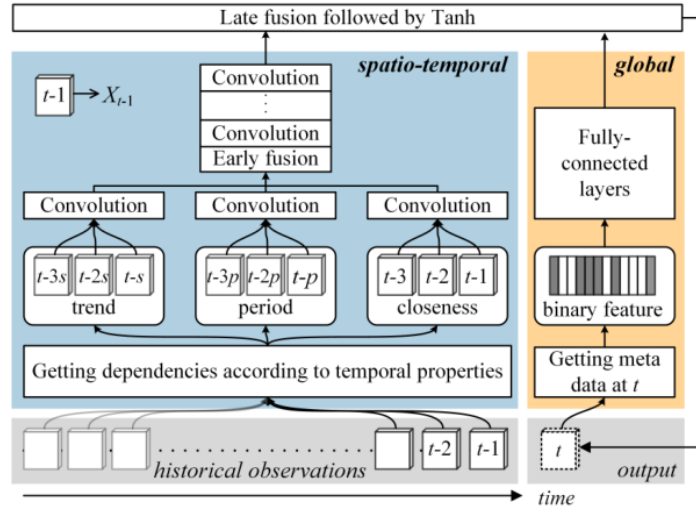 Late fusion followed by Tanh
spatio-temporal
global
t-1
X_{t-1}
Convolution
⋮
Convolution
Early fusion
Fully-
connected
layers
Convolution
Convolution
Convolution
t-3s t-2s t-s
t-3p t-2p t-p
t-3 t-2 t-1
trend
period
closeness
binary feature
Getting dependencies according to temporal properties
Getting meta
data at t
t-2 t-1
t
historical observations
output
time